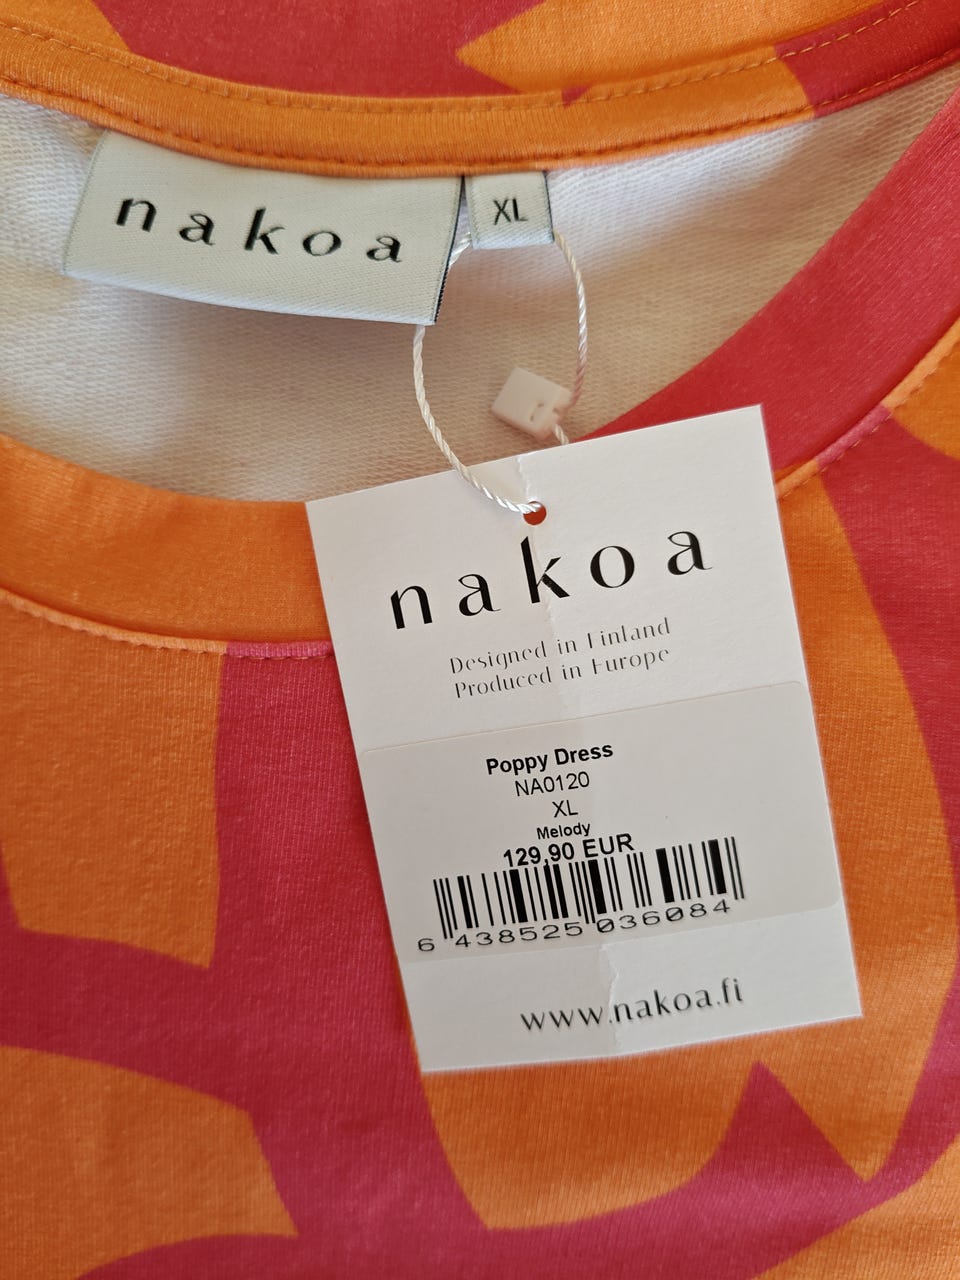 nakoa
XL
nakoa
Designed in Finland
Produced in Europe
Poppy Dress
NA0120
XL
Melody
129,90 EUR
6 438525 036084
www.nakoa.fi